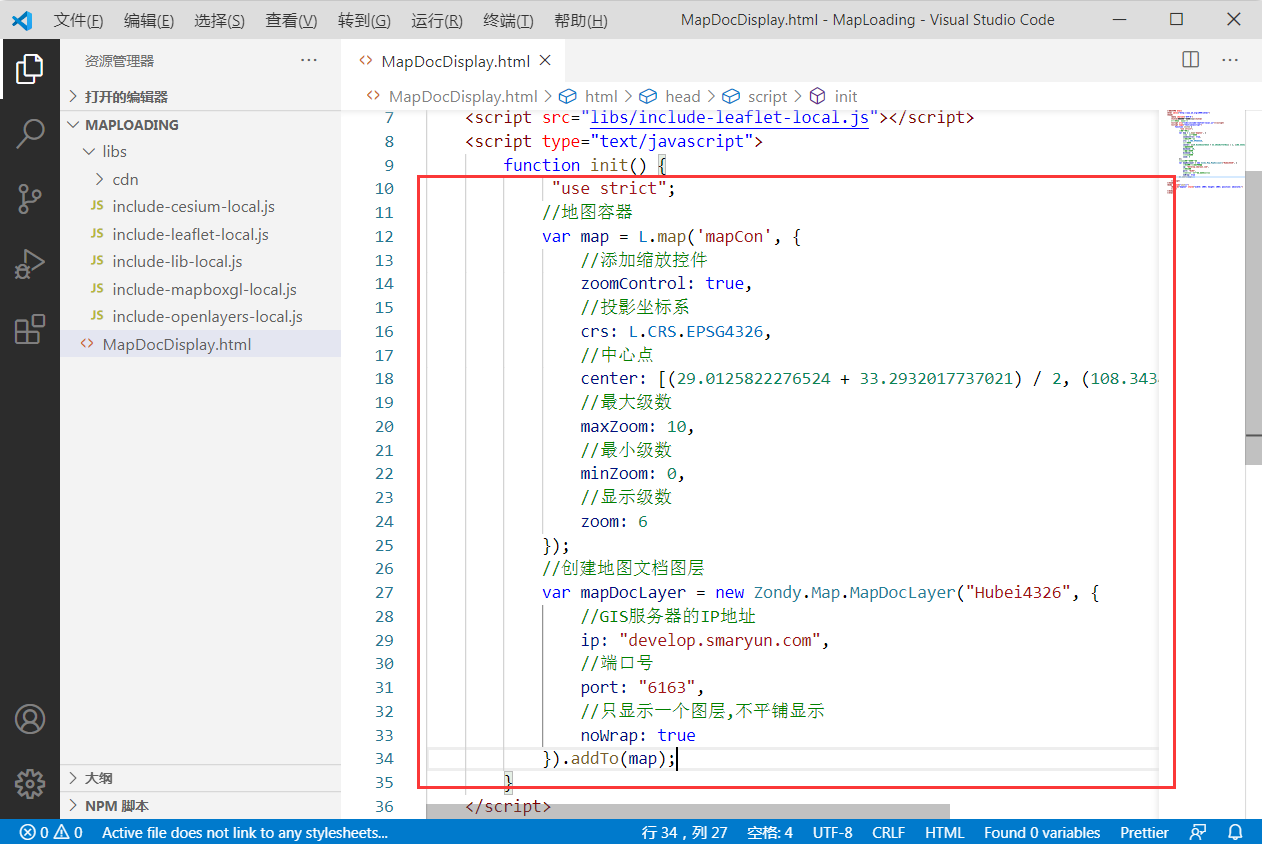 文件(F) 编辑(E) 选择(S) 查看(V) 转到(G) 运行(R) 终端(T) 帮助(H) MapDocDisplay.html - MapLoading - Visual Studio Code
资源管理器
打开的编辑器
MAPLOADING
libs
cdn
JS include-cesium-local.js
JS include-leaflet-local.js
JS include-lib-local.js
JS include-mapboxgl-local.js
JS include-openlayers-local.js
<> MapDocDisplay.html
大纲
NPM 脚本
<> MapDocDisplay.html
<> MapDocDisplay.html > html > head > script > init
7 <script src="libs/include-leaflet-local.js"></script>
8 <script type="text/javascript">
9 function init() {
10 "use strict";
11 //地图容器
12 var map = L.map('mapCon', {
13 //添加缩放控件
14 zoomControl: true,
15 //投影坐标系
16 crs: L.CRS.EPSG4326,
17 //中心点
18 center: [(29.0125822276524 + 33.2932017737021) / 2, (108.343
19 //最大级数
20 maxZoom: 10,
21 //最小级数
22 minZoom: 0,
23 //显示级数
24 zoom: 6
25 });
26 //创建地图文档图层
27 var mapDocLayer = new Zondy.Map.MapDocLayer("Hubei4326", {
28 //GIS服务器的IP地址
29 ip: "develop.smaryun.com",
30 //端口号
31 port: "6163",
32 //只显示一个图层,不平铺显示
33 noWrap: true
34 }).addTo(map);
35 }
36 </script>
0 0 Active file does not link to any stylesheets... 行 34，列 27 空格: 4 UTF-8 CRLF HTML Found 0 variables Prettier